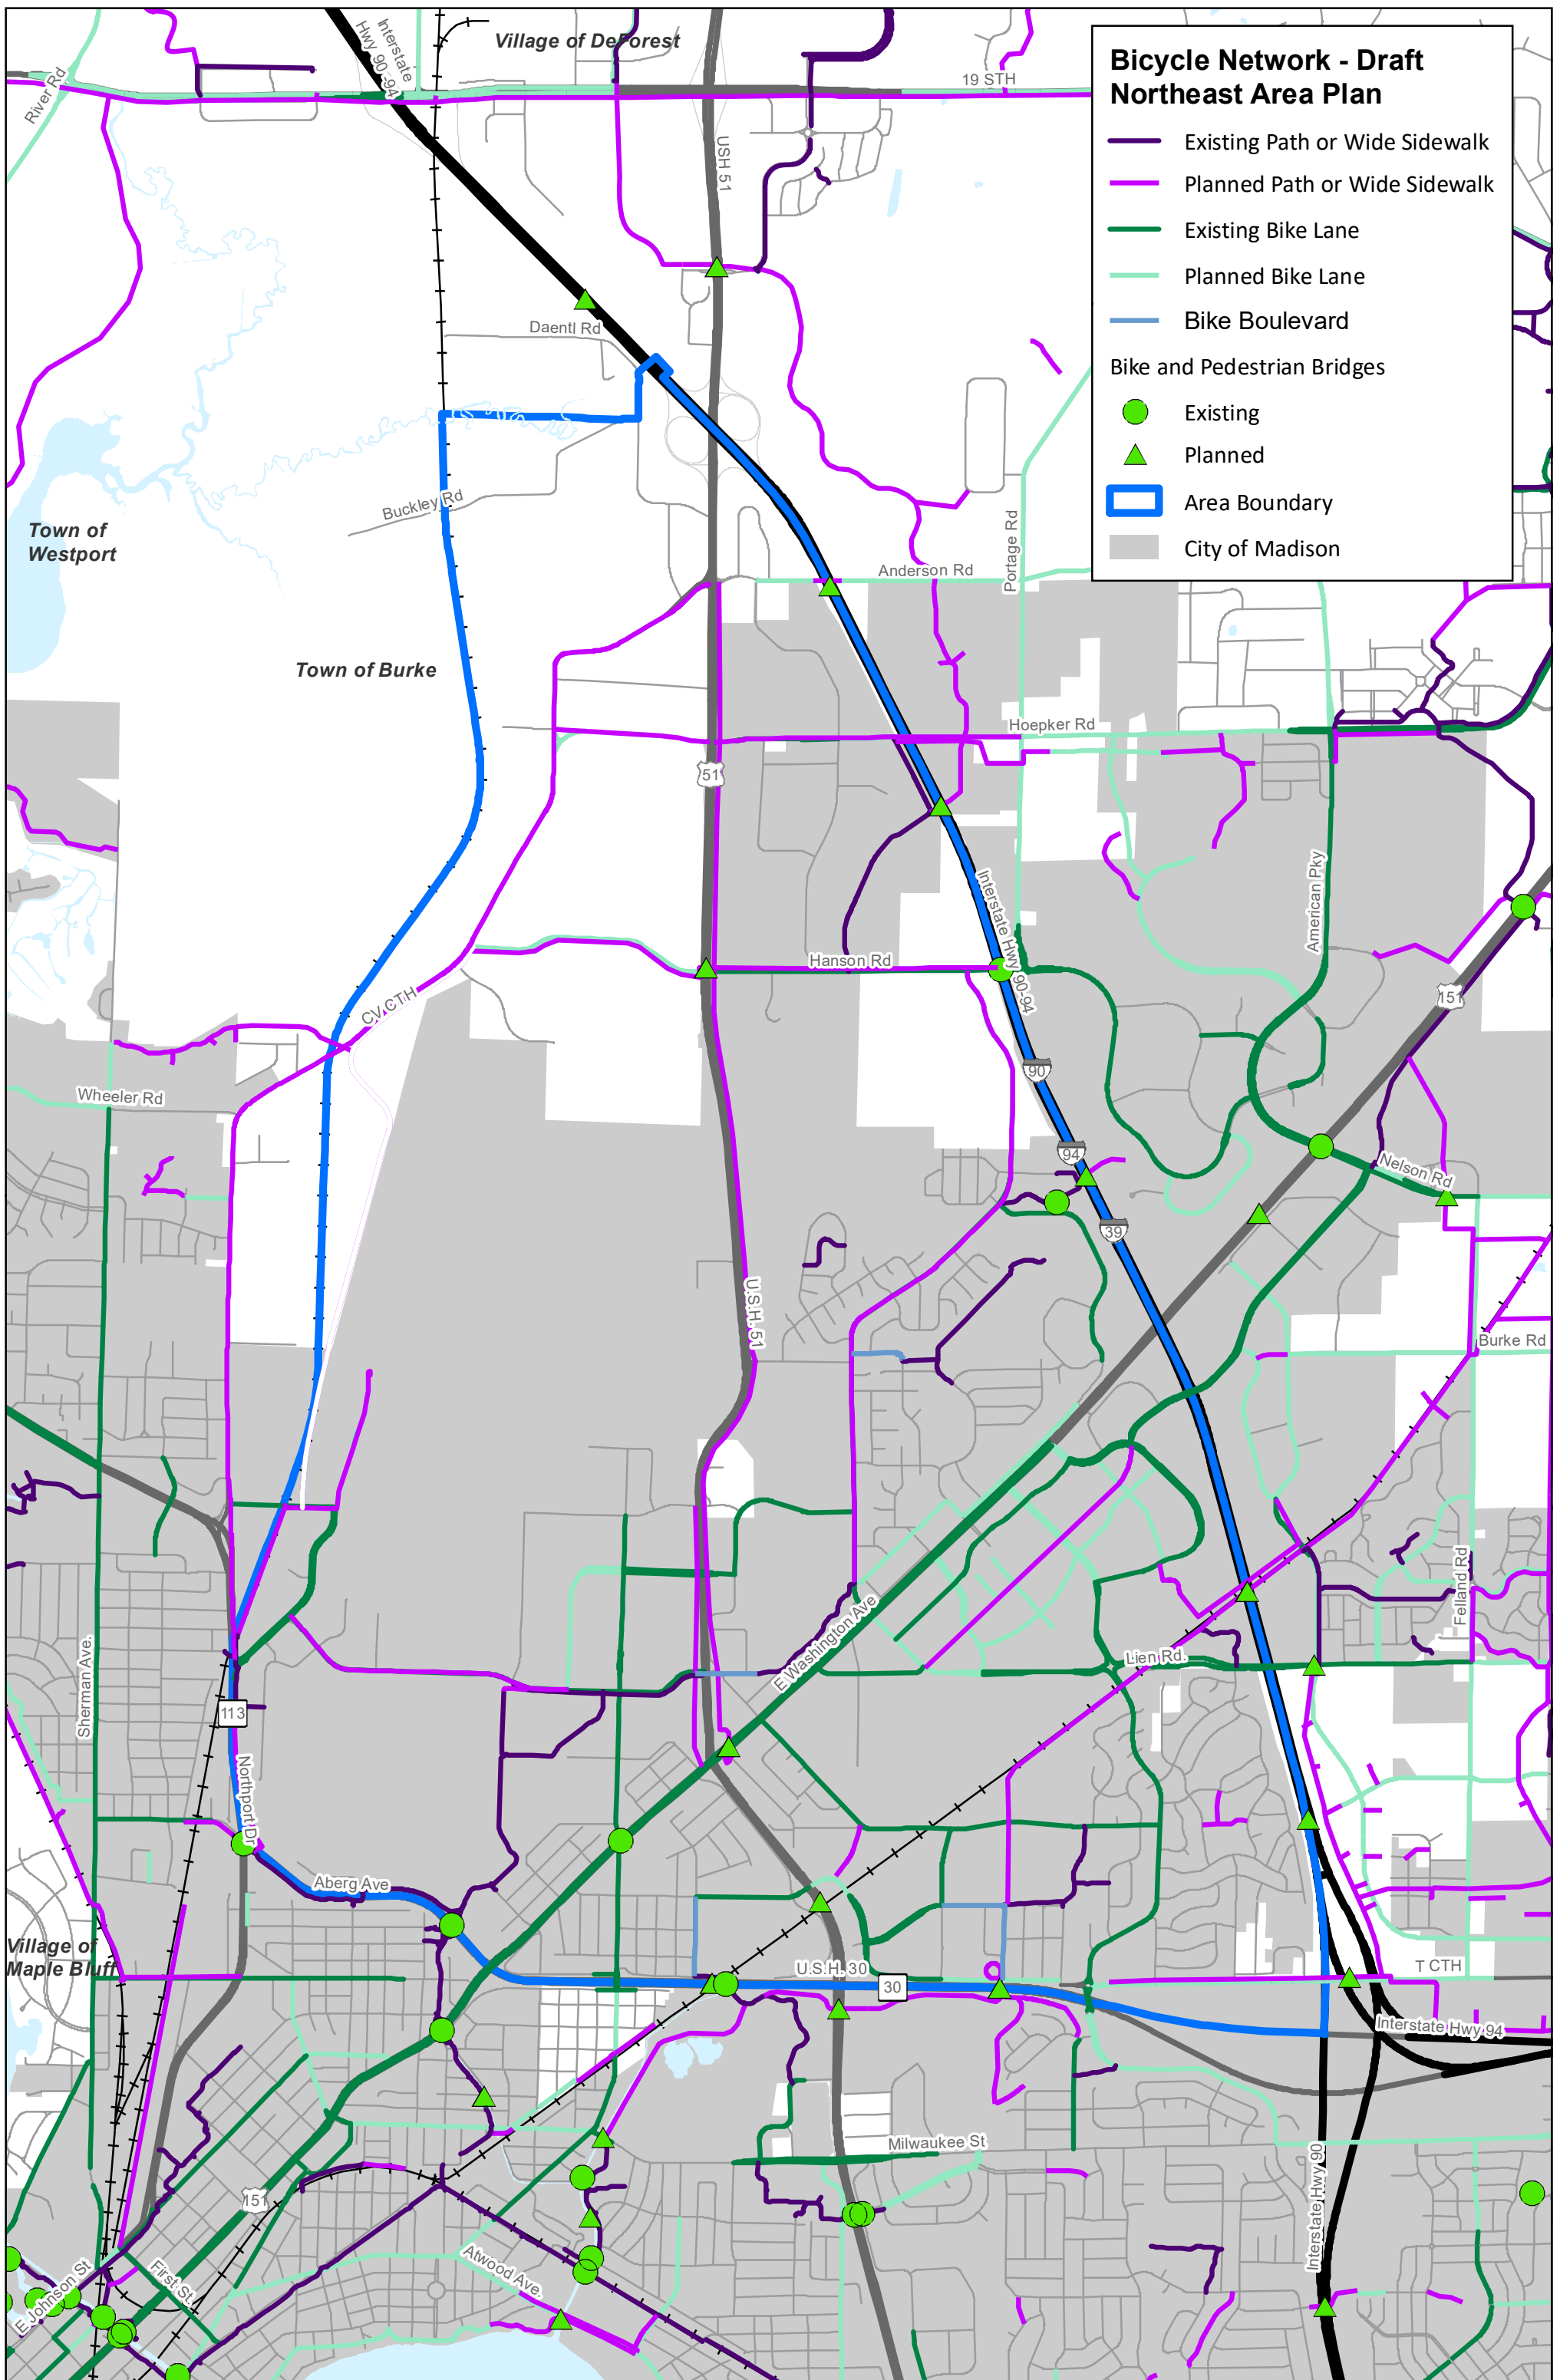 Bicycle Network - Draft
Northeast Area Plan
Existing Path or Wide Sidewalk
Planned Path or Wide Sidewalk
Existing Bike Lane
Planned Bike Lane
Bike Boulevard
Bike and Pedestrian Bridges
Existing
Planned
Area Boundary
City of Madison
Village of DeForest
Interstate
Hwy 90-94
River Rd
19 STH
USH 51
Daentl Rd
Buckley Rd
Town of
Westport
Portage Rd
Anderson Rd
Town of Burke
Hoepker Rd
51
American Pky
Interstate Hwy 90-94
Hanson Rd
CV CTH
151
90
Wheeler Rd
94
Nelson Rd
39
U.S.H. 51
Burke Rd
Felland Rd
E Washington Ave
Lien Rd.
Sherman Ave.
113
Northport Dr
Aberg Ave
Village of
Maple Bluff
U.S.H. 30
30
T CTH
Interstate Hwy 94
Milwaukee St
151
Interstate Hwy 90
Atwood Ave.
First St.
E Johnson St